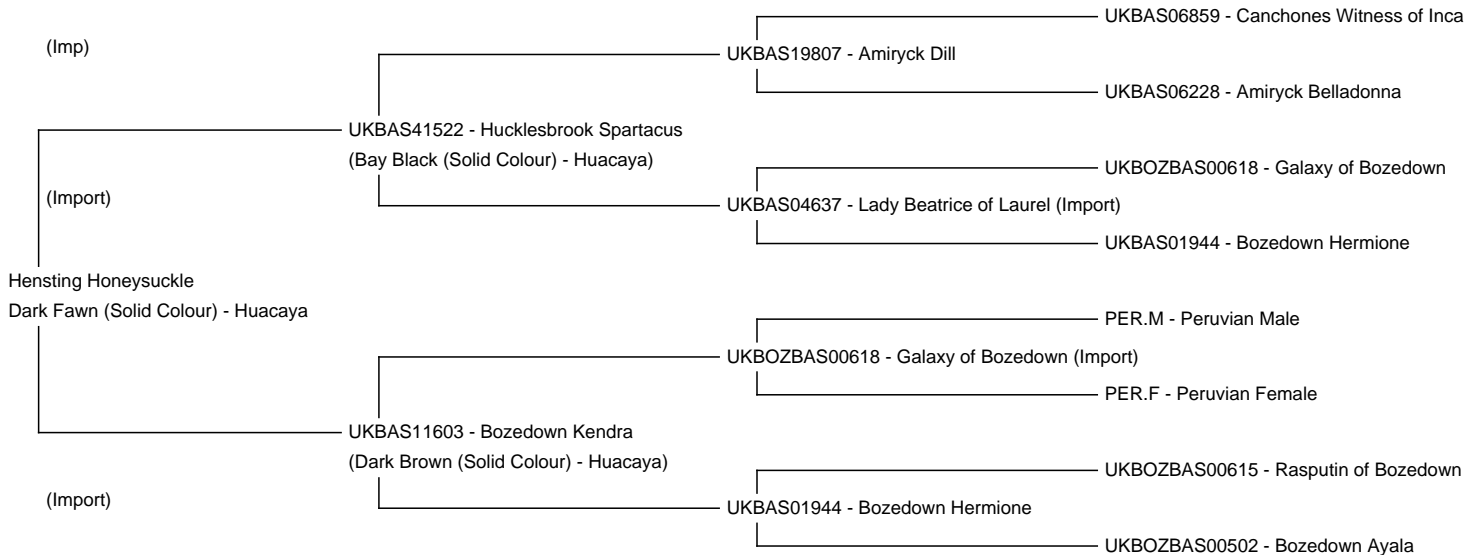 UKBAS06859 - Canchones Witness of Inca
(Imp)
UKBAS19807 - Amiryck Dill
UKBAS06228 - Amiryck Belladonna
UKBAS41522 - Hucklesbrook Spartacus
(Bay Black (Solid Colour) - Huacaya)
UKBOZBAS00618 - Galaxy of Bozedown
(Import)
UKBAS04637 - Lady Beatrice of Laurel (Import)
UKBAS01944 - Bozedown Hermione
Hensting Honeysuckle
Dark Fawn (Solid Colour) - Huacaya
PER.M - Peruvian Male
UKBOZBAS00618 - Galaxy of Bozedown (Import)
PER.F - Peruvian Female
UKBAS11603 - Bozedown Kendra
(Dark Brown (Solid Colour) - Huacaya)
UKBOZBAS00615 - Rasputin of Bozedown
(Import)
UKBAS01944 - Bozedown Hermione
UKBOZBAS00502 - Bozedown Ayala